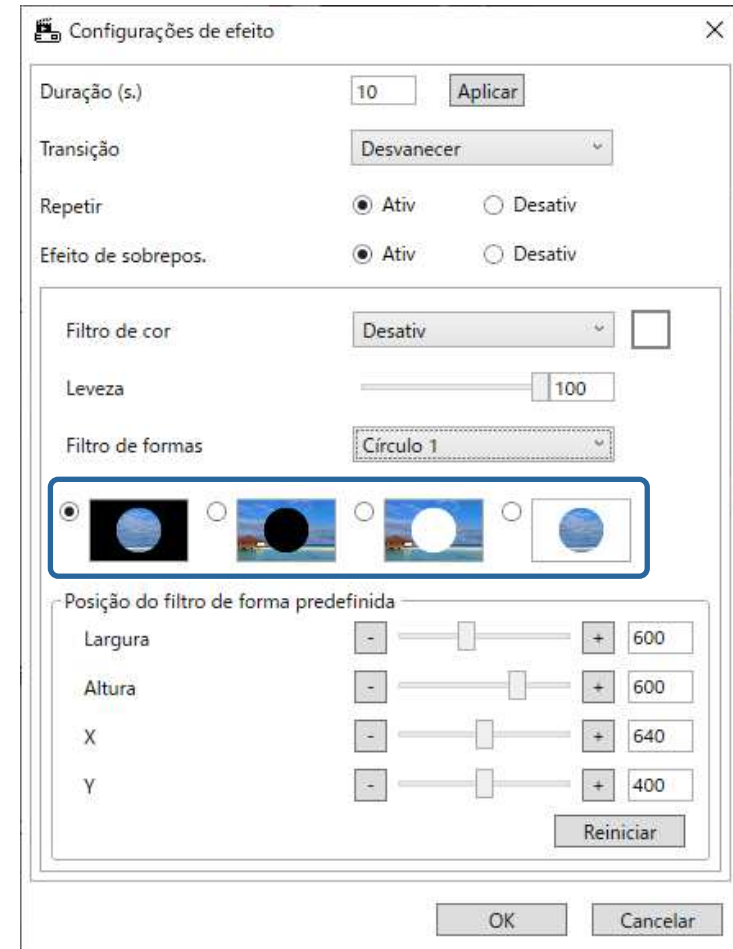 Configurações de efeito
Duração (s.) 10 Aplicar
Transição Desvanecer
Repetir Ativ Desativ
Efeito de sobrepos. Ativ Desativ
Filtro de cor Desativ
Leveza 100
Filtro de formas Círculo 1
Posição do filtro de forma predefinida
Largura - + 600
Altura - + 600
X - + 640
Y - + 400
Reiniciar
OK Cancelar